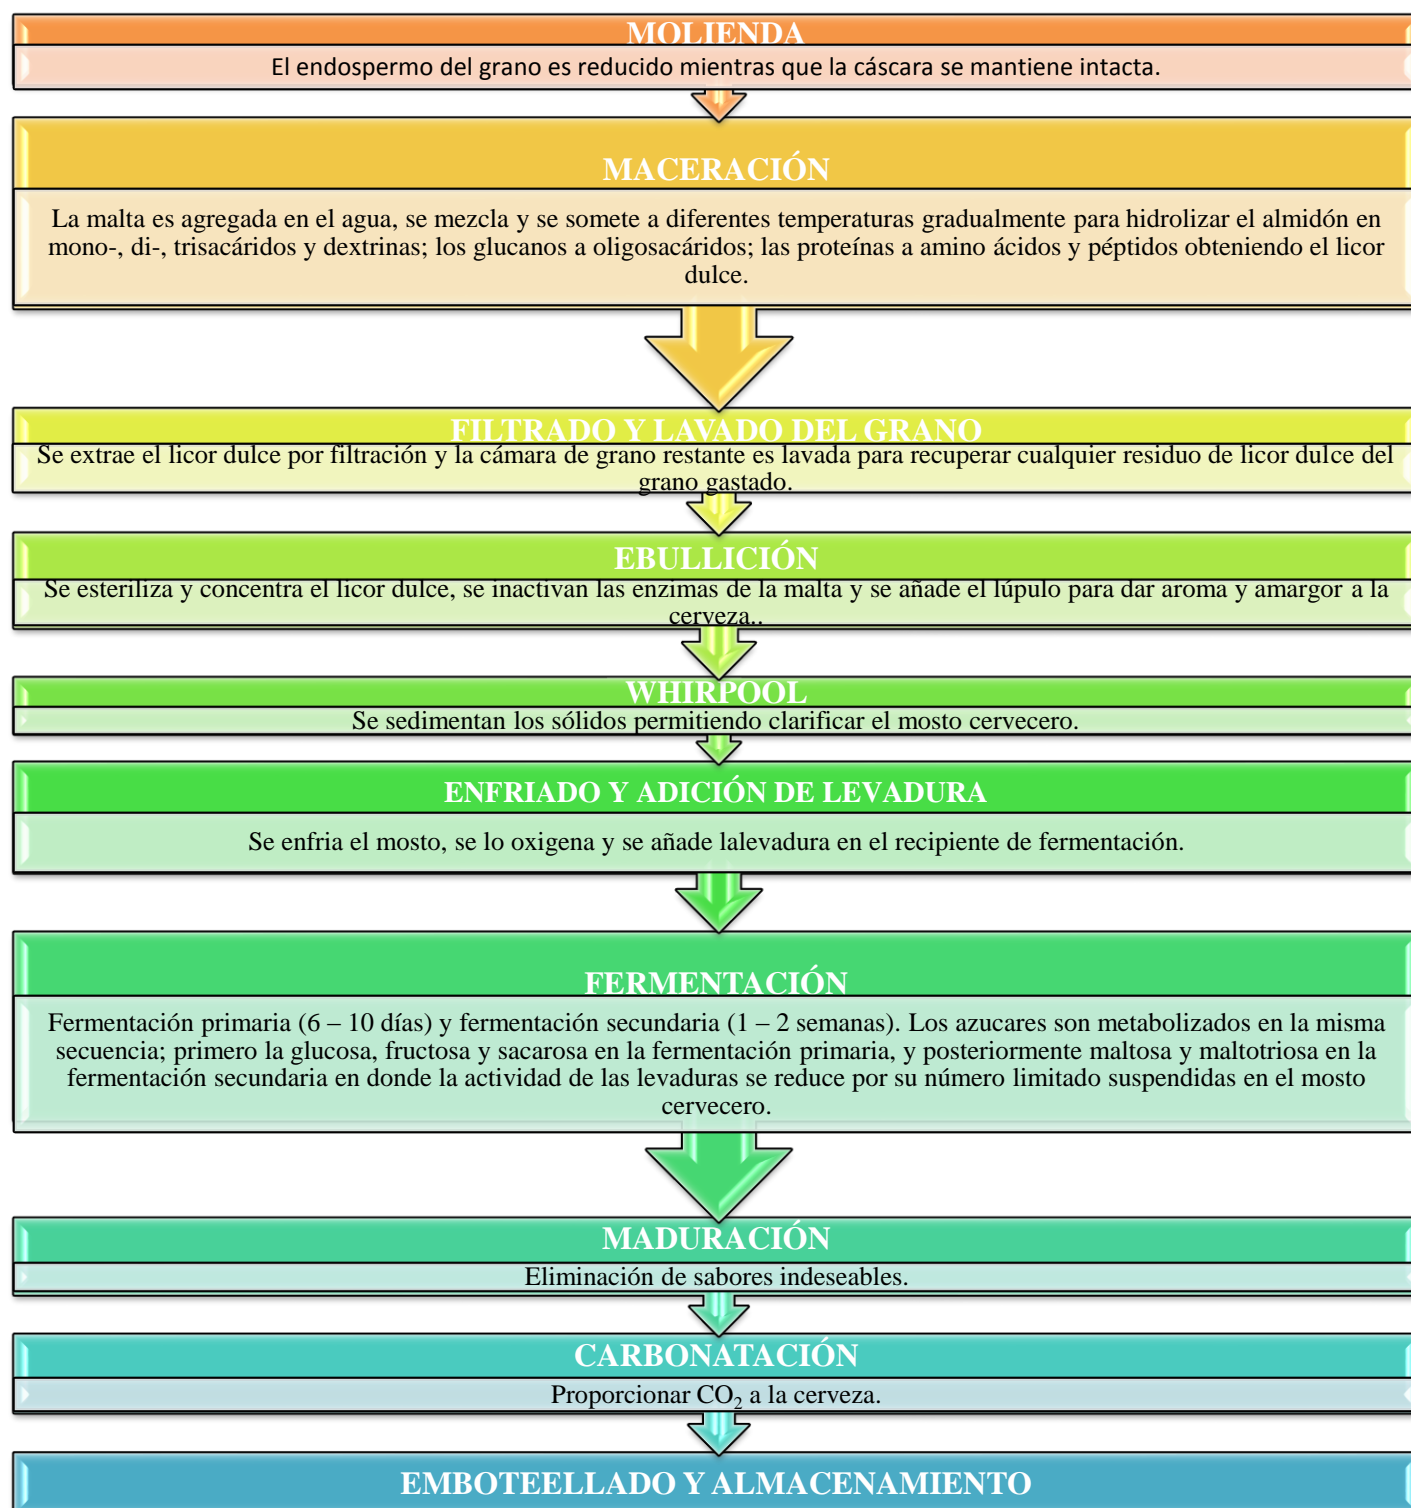 MOLIENDA
El endospermo del grano es reducido mientras que la cáscara se mantiene intacta.
MACERACIÓN
La malta es agregada en el agua, se mezcla y se somete a diferentes temperaturas gradualmente para hidrolizar el almidón en
mono-, di-, trisacáridos y dextrinas; los glucanos a oligosacáridos; las proteínas a amino ácidos y péptidos obteniendo el licor
dulce.
FILTRADO Y LAVADO DEL GRANO
Se extrae el licor dulce por filtración y la cámara de grano restante es lavada para recuperar cualquier residuo de licor dulce del
grano gastado.
EBULLICIÓN
Se esteriliza y concentra el licor dulce, se inactivan las enzimas de la malta y se añade el lúpulo para dar aroma y amargor a la
cerveza..
WHIRPOOL
Se sedimentan los sólidos permitiendo clarificar el mosto cervecero.
ENFRIADO Y ADICIÓN DE LEVADURA
Se enfria el mosto, se lo oxigena y se añade lalevadura en el recipiente de fermentación.
FERMENTACIÓN
Fermentación primaria (6 – 10 días) y fermentación secundaria (1 – 2 semanas). Los azucares son metabolizados en la misma
secuencia; primero la glucosa, fructosa y sacarosa en la fermentación primaria, y posteriormente maltosa y maltotriosa en la
fermentación secundaria en donde la actividad de las levaduras se reduce por su número limitado suspendidas en el mosto
cervecero.
MADURACIÓN
Eliminación de sabores indeseables.
CARBONATACIÓN
Proporcionar CO₂ a la cerveza.
EMBOTEELLADO Y ALMACENAMIENTO